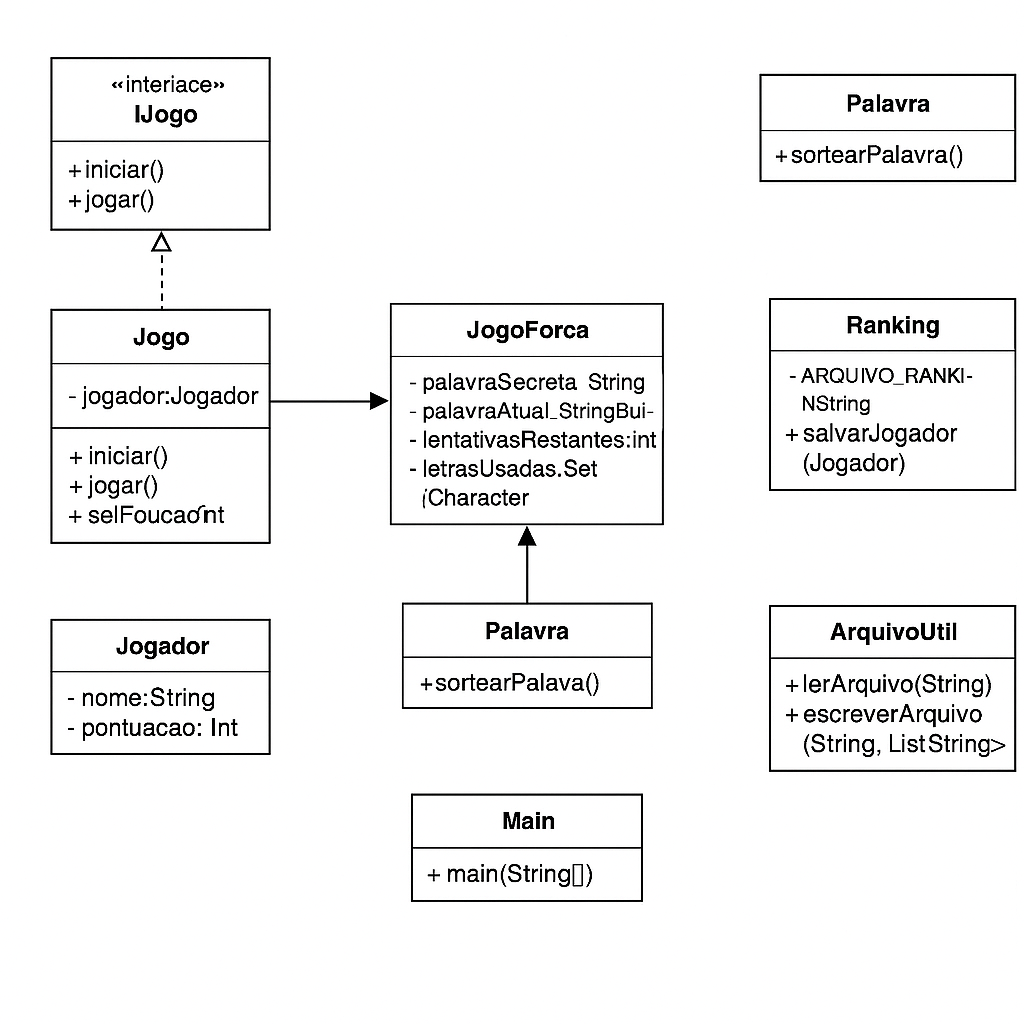 «interiace»
IJogo
+ iniciar()
+ jogar()
Jogo
- jogador:Jogador
+ iniciar()
+ jogar()
+ selFoucaoint
Jogador
- nome:String
- pontuacao: Int
JogoForca
- palavraSecreta String
- palavraAtual_StringBui-
- lentativasRestantes:int
- letrasUsadas.Set
(Character
Palavra
+sortearPalava()
Main
+ main(String[])
Palavra
+sortearPalavra()
Ranking
- ARQUIVO_RANKI-
NString
+ salvarJogador
(Jogador)
ArquivoUtil
+ lerArquivo(String)
+ escreverArquivo
(String, ListString>